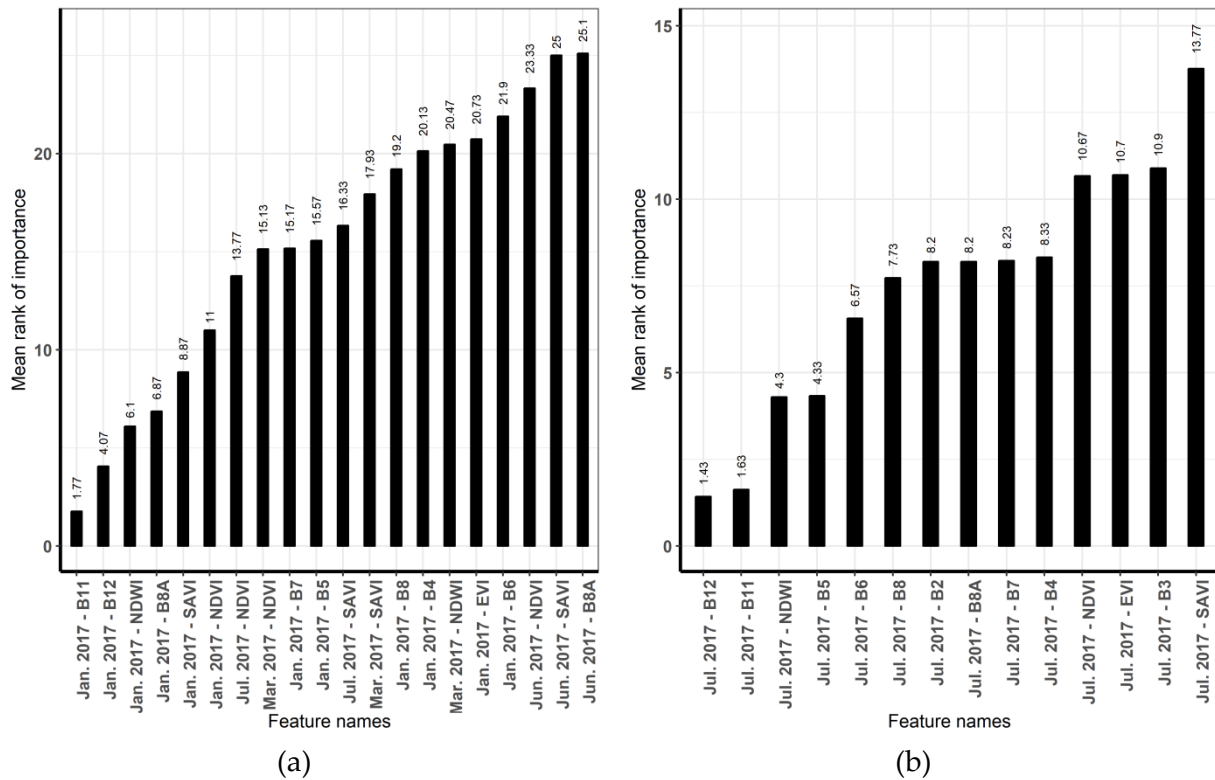 Mean rank of importance
20
10
0
1.77
4.07
6.1
6.87
8.87
11
13.77
15.13
15.17
15.57
16.33
17.93
19.2
20.13
20.47
20.73
21.9
23.33
25
25.1
Jan. 2017 - B11
Jan. 2017 - B12
Jan. 2017 - NDWI
Jan. 2017 - B8A
Jan. 2017 - SAVI
Jan. 2017 - NDVI
Jul. 2017 - NDVI
Mar. 2017 - NDVI
Jan. 2017 - B7
Jan. 2017 - B5
Jul. 2017 - SAVI
Mar. 2017 - SAVI
Jan. 2017 - B8
Jan. 2017 - B4
Mar. 2017 - NDWI
Jan. 2017 - EVI
Jan. 2017 - B6
Jun. 2017 - NDVI
Jun. 2017 - SAVI
Jun. 2017 - B8A
Feature names
(a)
Mean rank of importance
15
10
5
0
1.43
1.63
4.3
4.33
6.57
7.73
8.2
8.2
8.23
8.33
10.67
10.7
10.9
13.77
Jul. 2017 - B12
Jul. 2017 - B11
Jul. 2017 - NDWI
Jul. 2017 - B5
Jul. 2017 - B6
Jul. 2017 - B8
Jul. 2017 - B2
Jul. 2017 - B8A
Jul. 2017 - B7
Jul. 2017 - B4
Jul. 2017 - NDVI
Jul. 2017 - EVI
Jul. 2017 - B3
Jul. 2017 - SAVI
Feature names
(b)